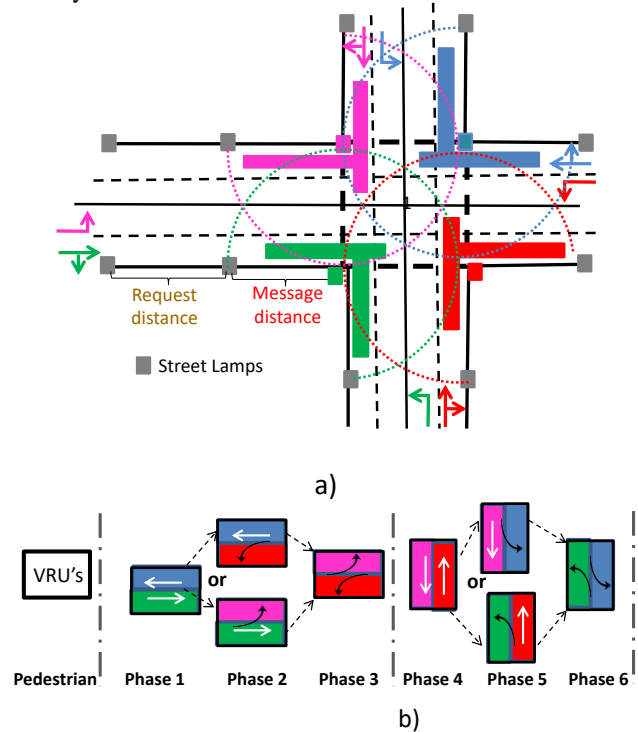 1
Request
distance
Message
distance
Street Lamps
a)
VRU's
or
or
Pedestrian Phase 1 Phase 2 Phase 3 Phase 4 Phase 5 Phase 6
b)